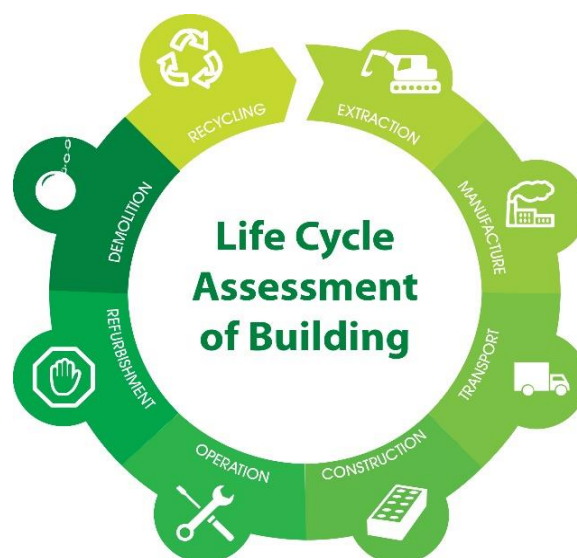 Life Cycle
Assessment
of Building
EXTRACTION
MANUFACTURE
TRANSPORT
CONSTRUCTION
OPERATION
REFURBISHMENT
DEMOLITION
RECYCLING